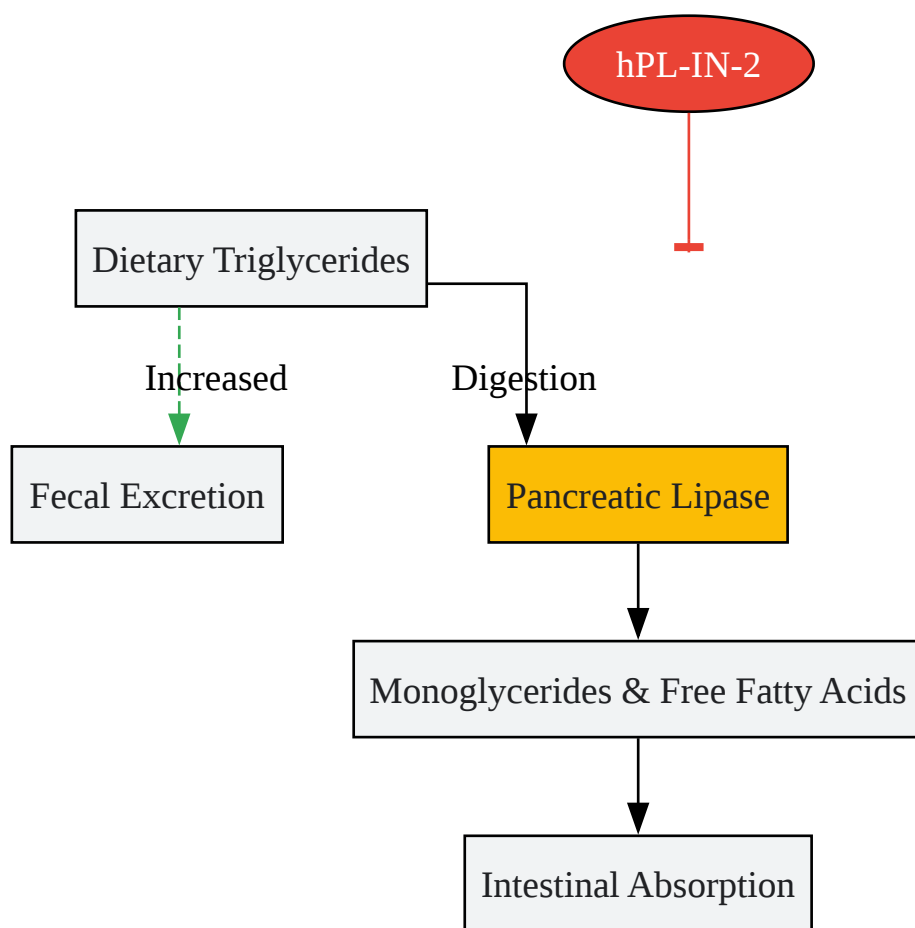 hPL-IN-2
Dietary Triglycerides
Increased
Digestion
Fecal Excretion
Pancreatic Lipase
Monoglycerides & Free Fatty Acids
Intestinal Absorption